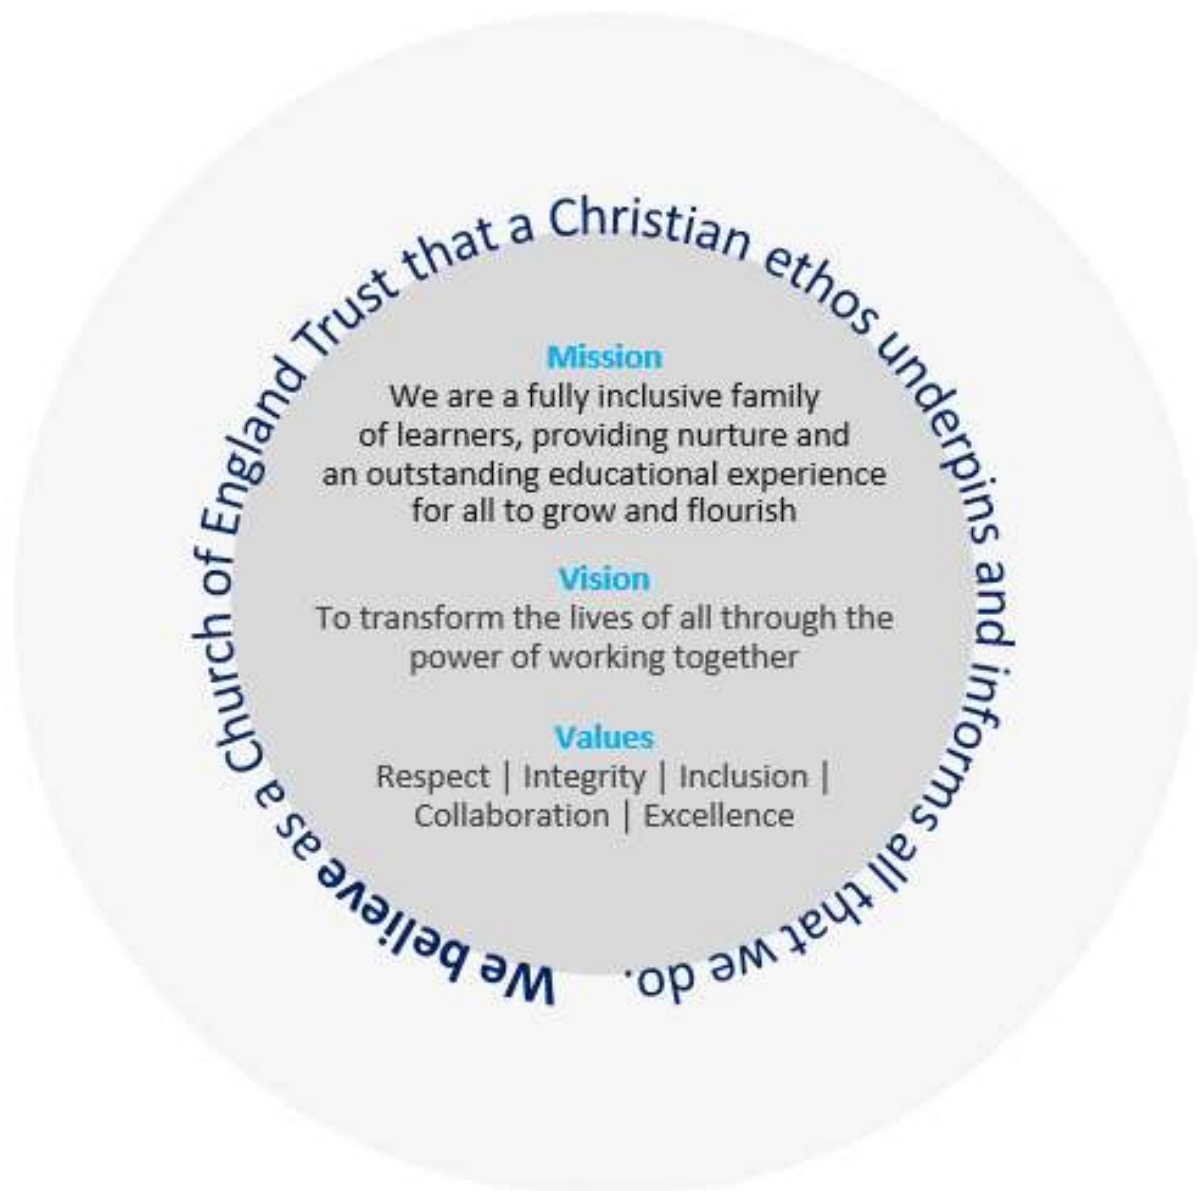 We believe as a Church of England Trust that a Christian ethos underpins and informs all that we do.
Mission
We are a fully inclusive family
of learners, providing nurture and
an outstanding educational experience
for all to grow and flourish
Vision
To transform the lives of all through the
power of working together
Values
Respect | Integrity | Inclusion |
Collaboration | Excellence